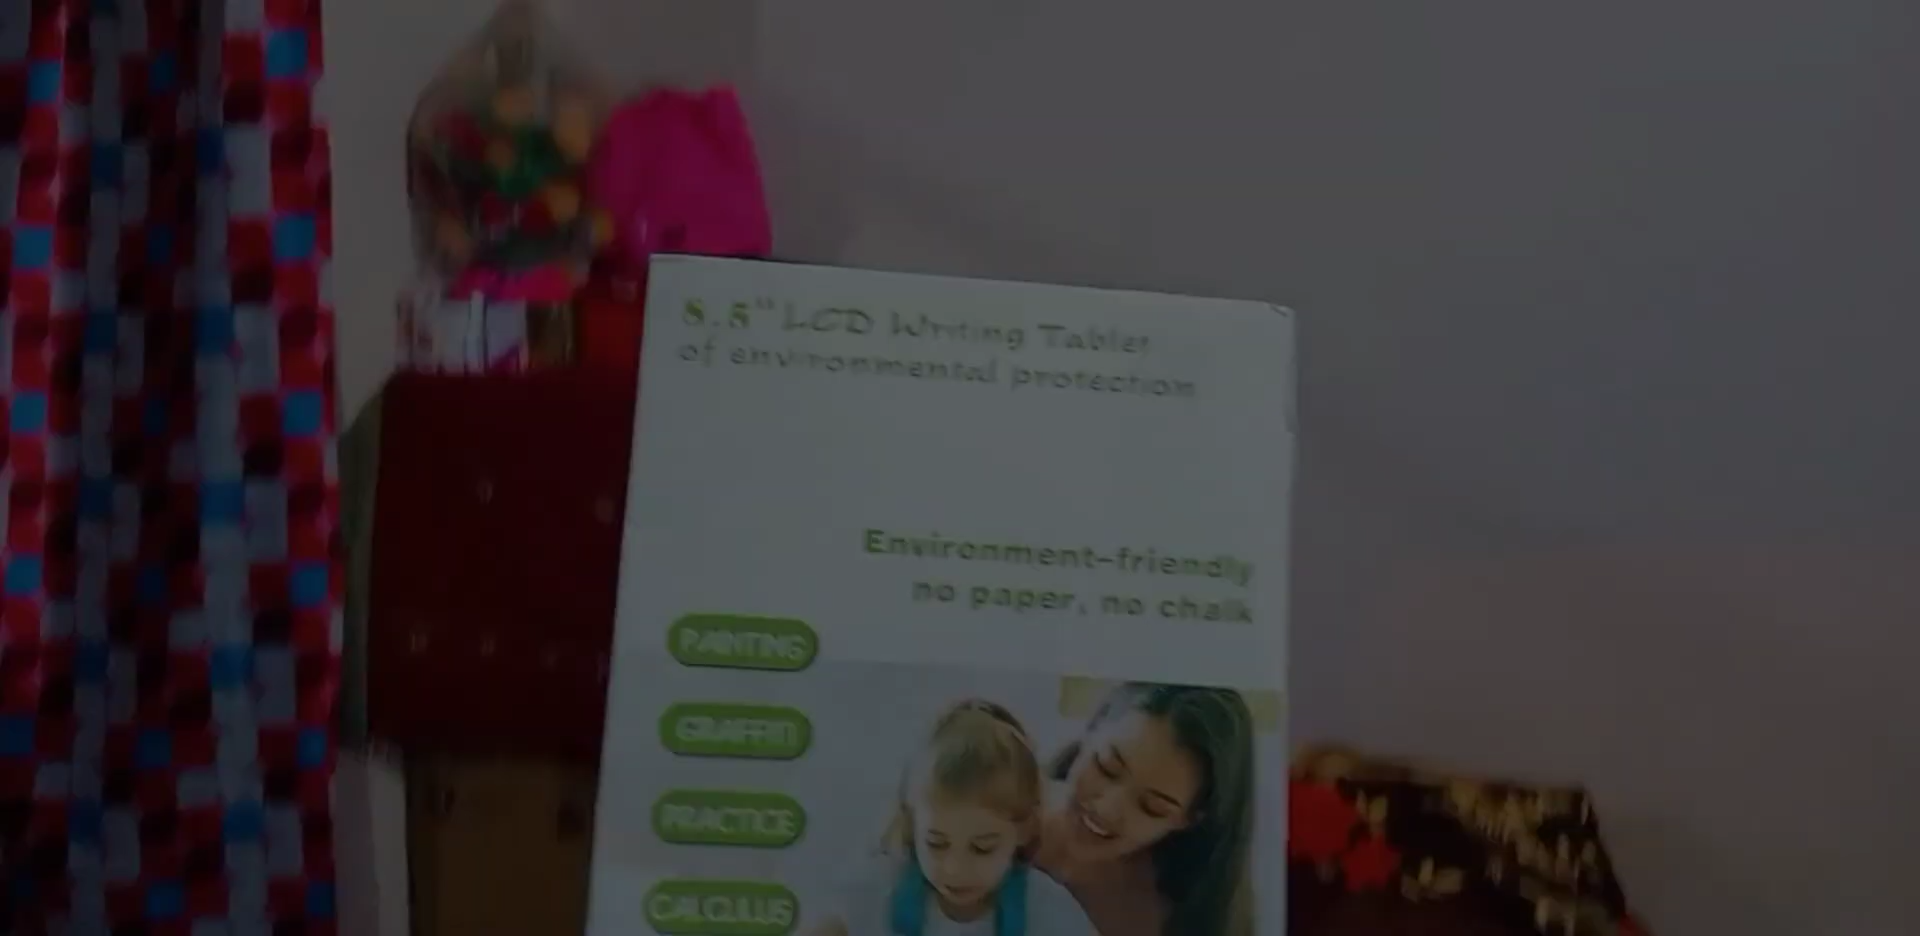 8.5" LCD Writing Tablet
of environmental protection
Environment-friendly
no paper, no chalk
PAINTING
GRAFFITI
PRACTICE
CALCULUS